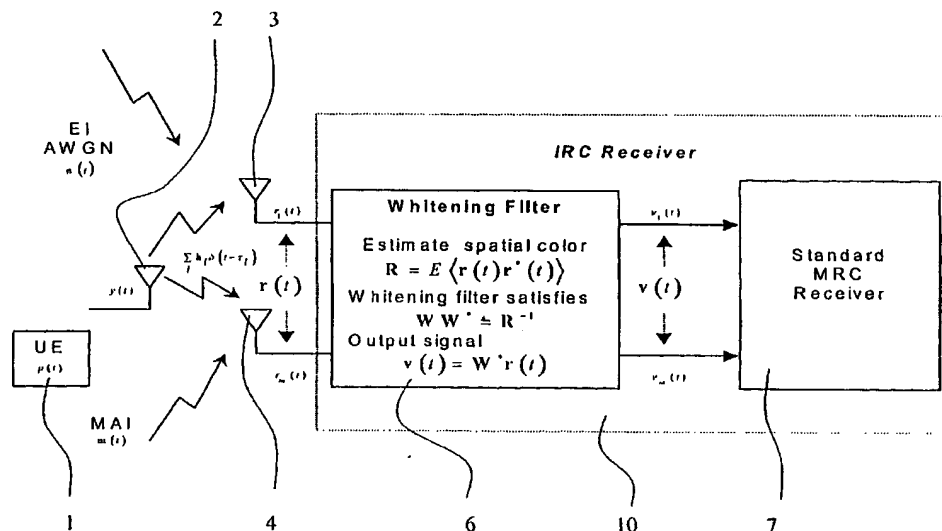 2
3
EI
AWGN
n(t)
IRC Receiver
r₁(t)
Whitening Filter
Estimate spatial color
R = E⟨r(t)r*(t)⟩
Whitening filter satisfies
WW* = R⁻¹
Output signal
v(t) = W*r(t)
v₁(t)
Standard
MRC
Receiver
r(t)
v(t)
UE
MAI
m(t)
rₘ(t)
vₘ(t)
1
4
6
10
7